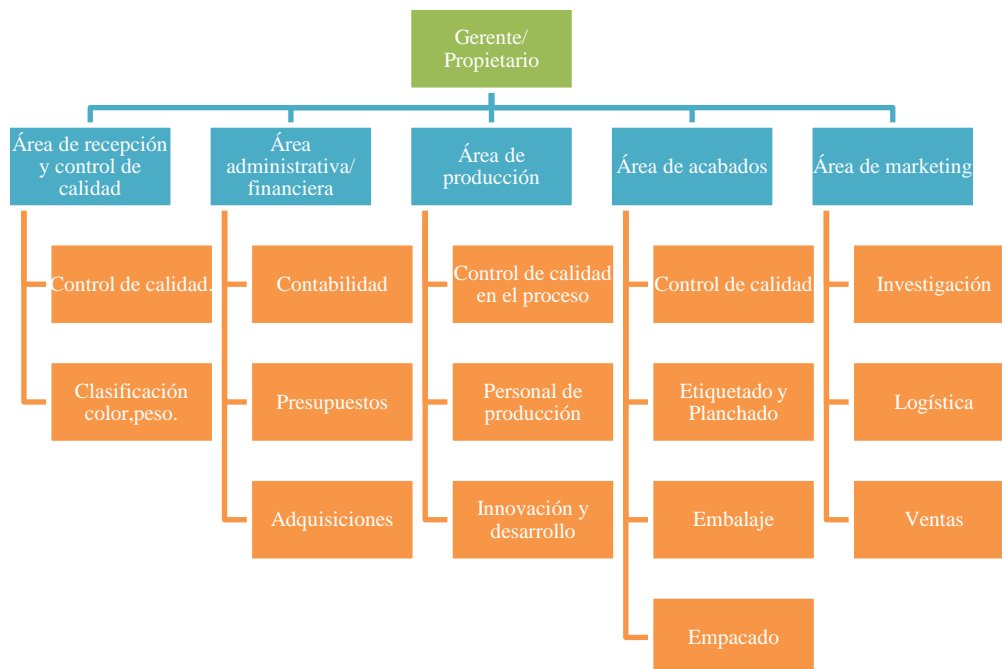 Gerente/
Propietario
Área de recepción
y control de
calidad
Área
administrativa/
financiera
Área de
producción
Área de acabados
Área de marketing
Control de calidad.
Clasificación
color,peso.
Contabilidad
Presupuestos
Adquisiciones
Control de calidad
en el proceso
Personal de
producción
Innovación y
desarrollo
Control de calidad
Etiquetado y
Planchado
Embalaje
Empacado
Investigación
Logística
Ventas